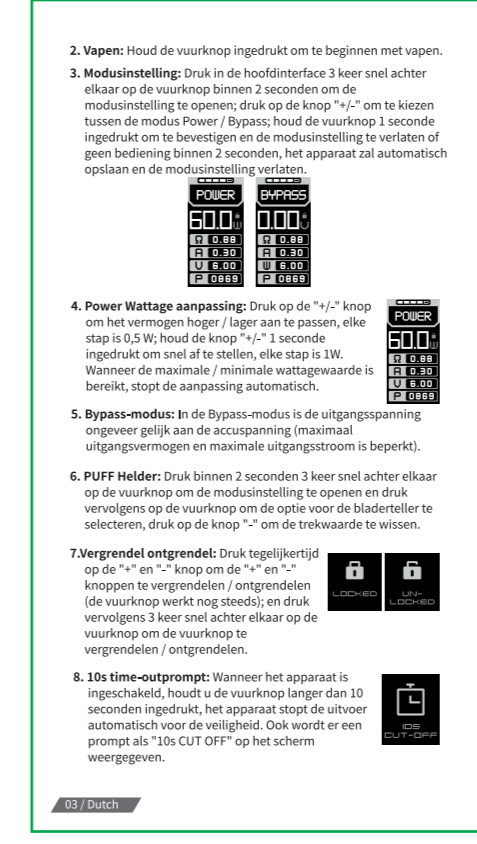 2. Vapen: Houd de vuurknop ingedrukt om te beginnen met vapen.
3. Modusinstelling: Druk in de hoofdinterface 3 keer snel achter
elkaar op de vuurknop binnen 2 seconden om de
modusinstelling te openen; druk op de knop "+/-" om te kiezen
tussen de modus Power / Bypass; houd de vuurknop 1 seconde
ingedrukt om te bevestigen en de modusinstelling te verlaten of
geen bediening binnen 2 seconden, het apparaat zal automatisch
opslaan en de modusinstelling verlaten.
POWER
60.0 W
Ω 0.88
A 0.30
V 6.00
P 0869
BYPASS
0.00 V
Ω 0.88
A 0.30
W 6.00
P 0869
4. Power Wattage aanpassing: Druk op de "+/-" knop
om het vermogen hoger / lager aan te passen, elke
stap is 0,5 W; houd de knop "+/-" 1 seconde
ingedrukt om snel af te stellen, elke stap is 1W.
Wanneer de maximale / minimale wattagewaarde is
bereikt, stopt de aanpassing automatisch.
POWER
60.0 W
Ω 0.88
A 0.30
V 6.00
P 0869
5. Bypass-modus: In de Bypass-modus is de uitgangsspanning
ongeveer gelijk aan de accuspanning (maximaal
uitgangsvermogen en maximale uitgangsstroom is beperkt).
6. PUFF Helder: Druk binnen 2 seconden 3 keer snel achter elkaar
op de vuurknop om de modusinstelling te openen en druk
vervolgens op de vuurknop om de optie voor de bladerteller te
selecteren, druk op de knop "-" om de trekwaarde te wissen.
7.Vergrendel ontgrendel: Druk tegelijkertijd
op de "+" en "-" knop om de "+" en "-"
knoppen te vergrendelen / ontgrendelen
(de vuurknop werkt nog steeds); en druk
vervolgens 3 keer snel achter elkaar op de
vuurknop om de vuurknop te
vergrendelen / ontgrendelen.
LOCKED
UN-
LOCKED
8. 10s time-outprompt: Wanneer het apparaat is
ingeschakeld, houdt u de vuurknop langer dan 10
seconden ingedrukt, het apparaat stopt de uitvoer
automatisch voor de veiligheid. Ook wordt er een
prompt als "10s CUT OFF" op het scherm
weergegeven.
10S
CUT-OFF
03 / Dutch